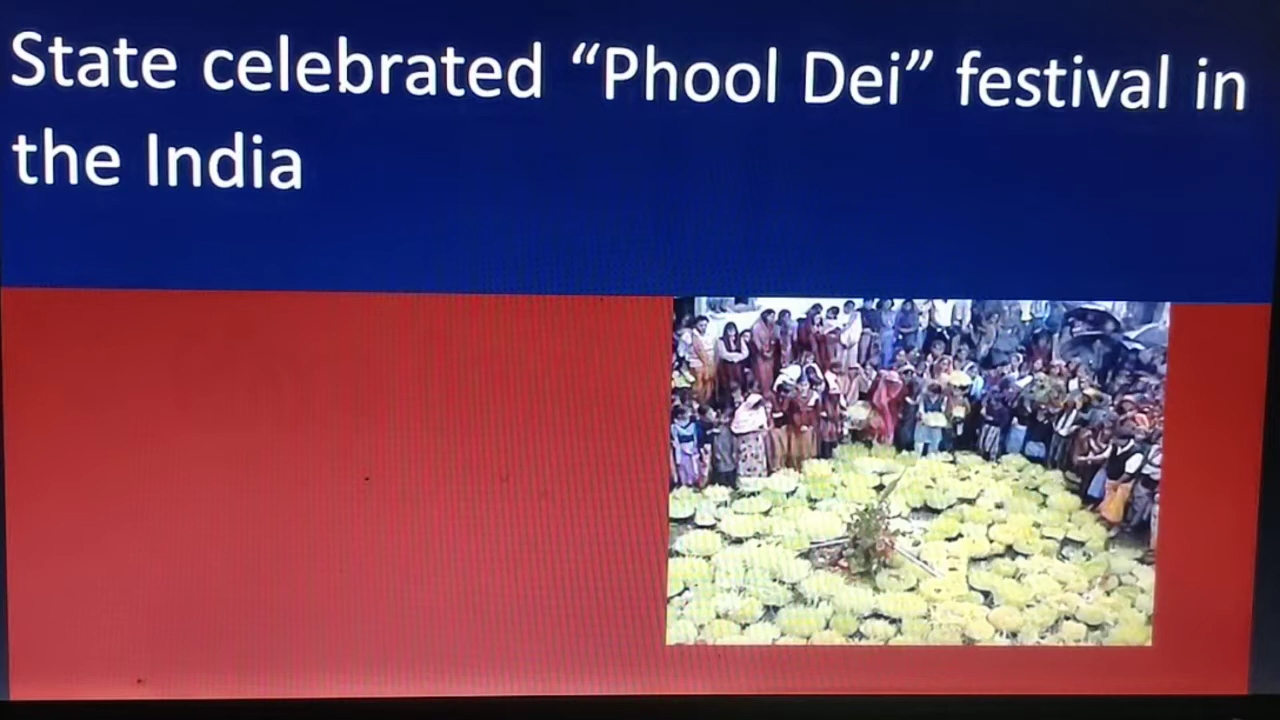 State celebrated “Phool Dei” festival in
the India